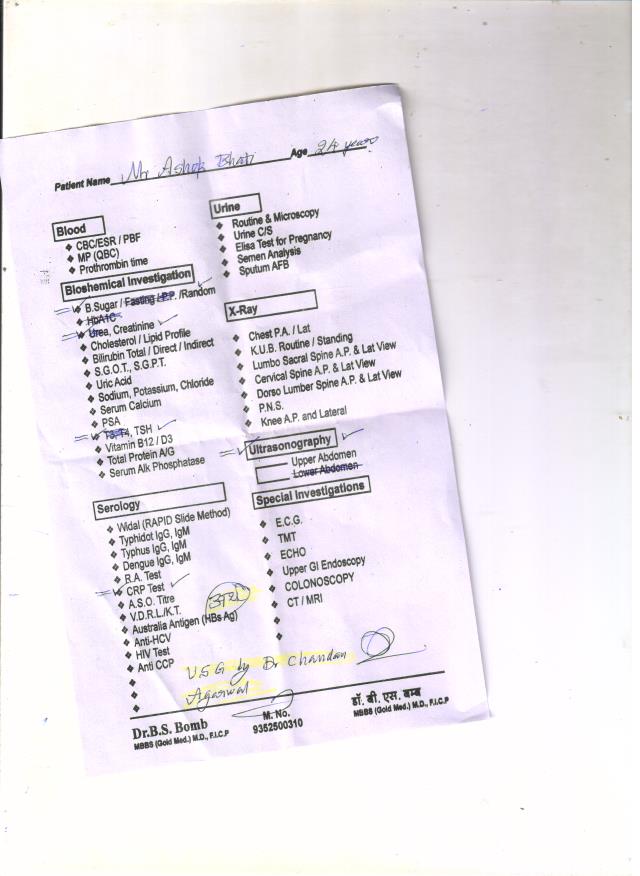 Patient Name Mr Ashok Bhati Age 24 years
Blood
CBC/ESR / PBF
MP (QBC)
Prothrombin time
Bioshemical Investigation
B.Sugar / Fasting / P.P. /Random
HbA1C
Urea, Creatinine
Cholesterol / Lipid Profile
Bilirubin Total / Direct / Indirect
S.G.O.T., S.G.P.T.
Uric Acid
Sodium, Potassium, Chloride
Serum Calcium
PSA
T3, T4, TSH
Vitamin B12 / D3
Total Protein A/G
Serum Alk Phosphatase
Serology
Widal (RAPID Slide Method)
Typhidot IgG, IgM
Typhus IgG, IgM
Dengue IgG, IgM
R.A. Test
CRP Test
A.S.O. Titre
V.D.R.L./K.T.
Australia Antigen (HBs Ag)
Anti-HCV
HIV Test
Anti CCP
Urine
Routine & Microscopy
Urine C/S
Elisa Test for Pregnancy
Semen Analysis
Sputum AFB
X-Ray
Chest P.A. / Lat
K.U.B. Routine / Standing
Lumbo Sacral Spine A.P. & Lat View
Cervical Spine A.P. & Lat View
Dorso Lumber Spine A.P. & Lat View
P.N.S.
Knee A.P. and Lateral
Ultrasonography
Upper Abdomen
Lower Abdomen
Special Investigations
E.C.G.
TMT
ECHO
Upper GI Endoscopy
COLONOSCOPY
CT / MRI
U.S.G by Dr Chandan
Agarwal
Dr.B.S. Bomb
MBBS (Gold Med.) M.D., F.I.C.P
M. No.
9352500310
डॉ. बी. एस. बम्ब
MBBS (Gold Med.) M.D., F.I.C.P